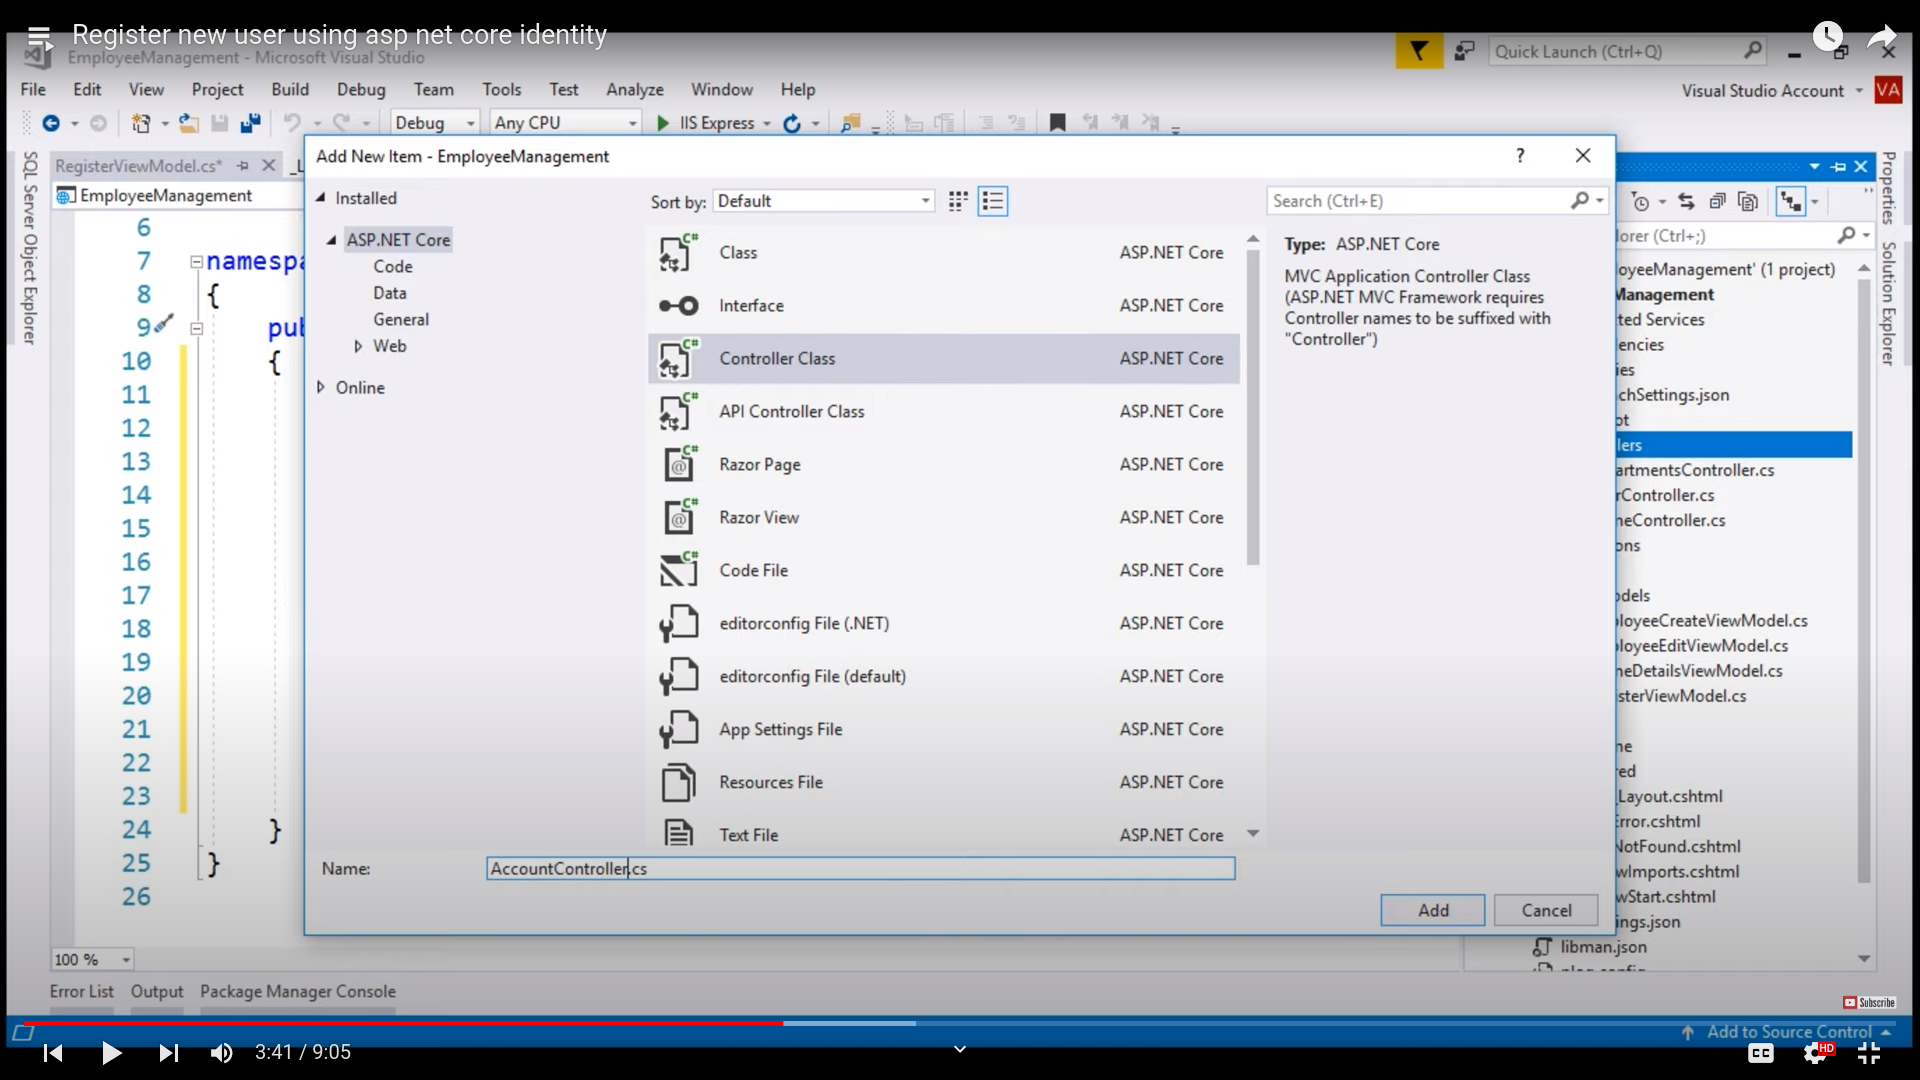 Register new user using asp net core identity
EmployeeManagement - Microsoft Visual Studio
Quick Launch (Ctrl+Q)
File Edit View Project Build Debug Team Tools Test Analyze Window Help
Visual Studio Account VA
Debug Any CPU IIS Express
SQL Server Object Explorer
RegisterViewModel.cs*
EmployeeManagement
Add New Item - EmployeeManagement
?
Installed
ASP.NET Core
Code
Data
General
Web
Online
Sort by: Default
Search (Ctrl+E)
Class ASP.NET Core
Interface ASP.NET Core
Controller Class ASP.NET Core
API Controller Class ASP.NET Core
Razor Page ASP.NET Core
Razor View ASP.NET Core
Code File ASP.NET Core
editorconfig File (.NET) ASP.NET Core
editorconfig File (default) ASP.NET Core
App Settings File ASP.NET Core
Resources File ASP.NET Core
Text File ASP.NET Core
Type: ASP.NET Core
MVC Application Controller Class
(ASP.NET MVC Framework requires
Controller names to be suffixed with
"Controller")
Name: AccountController.cs
Add Cancel
6
7 namespa
8 {
9 pub
10 {
11
12
13
14
15
16
17
18
19
20
21
22
23
24 }
25 }
26
100 %
lorer (Ctrl+;)
loyeeManagement' (1 project)
Management
ted Services
encies
ies
chSettings.json
ot
lers
artmentsController.cs
rController.cs
neController.cs
ons
odels
loyeeCreateViewModel.cs
loyeeEditViewModel.cs
neDetailsViewModel.cs
sterViewModel.cs
ne
red
Layout.cshtml
Error.cshtml
NotFound.cshtml
wImports.cshtml
wStart.cshtml
ings.json
libman.json
Properties
Solution Explorer
Error List Output Package Manager Console
Subscribe
Add to Source Control
3:41 / 9:05
CC
HD